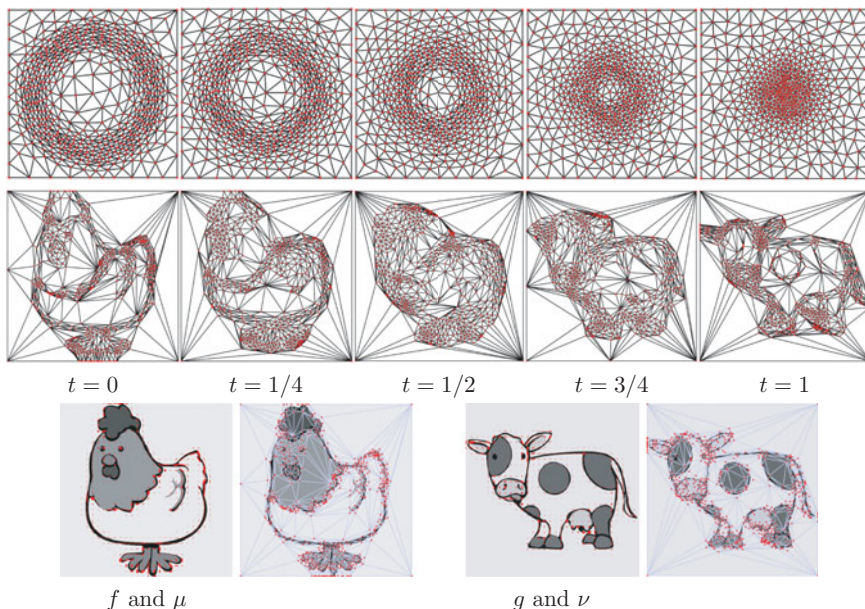 t = 0 t = 1/4 t = 1/2 t = 3/4 t = 1
f and μ g and ν